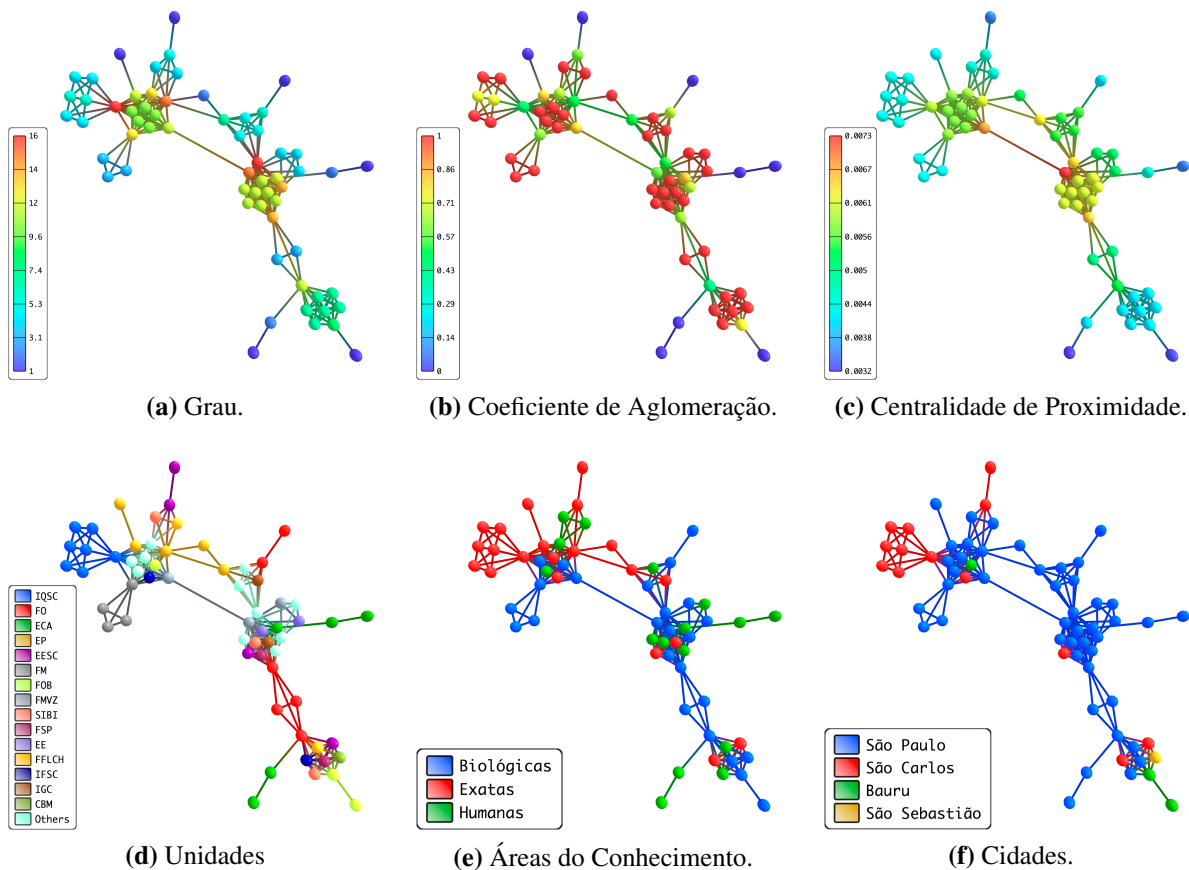 16
14
12
9.6
7.4
5.3
3.1
1
(a) Grau.
1
0.86
0.71
0.57
0.43
0.29
0.14
0
(b) Coeficiente de Aglomeração.
0.0073
0.0067
0.0061
0.0056
0.005
0.0044
0.0038
0.0032
(c) Centralidade de Proximidade.
IQSC
FO
ECA
EP
EESC
FM
FOB
FMVZ
SIBI
FSP
EE
FFLCH
IFSC
IGC
CBM
Others
(d) Unidades
Biológicas
Exatas
Humanas
(e) Áreas do Conhecimento.
São Paulo
São Carlos
Bauru
São Sebastião
(f) Cidades.